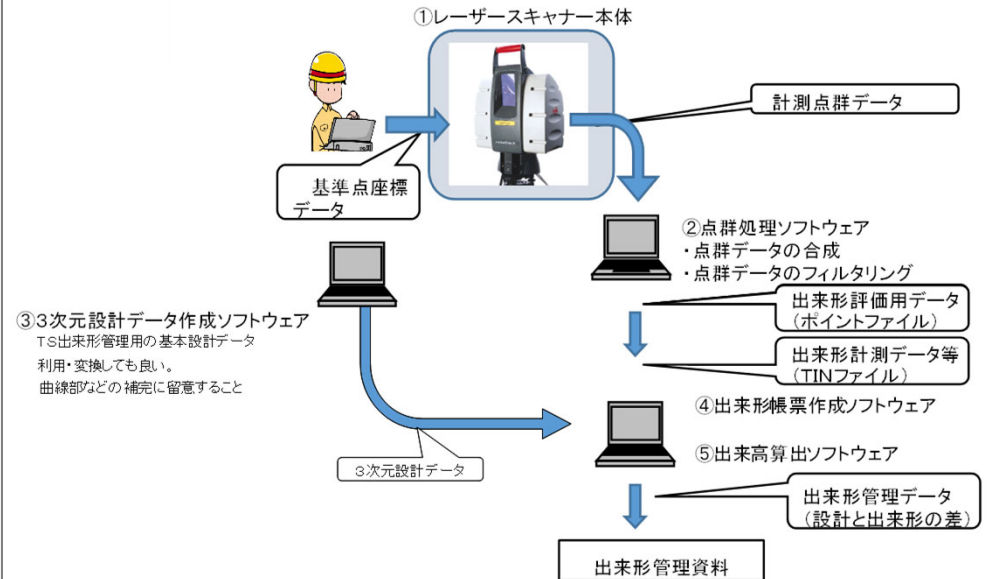 ①レーザースキャナー本体
計測点群データ
基準点座標
データ
②点群処理ソフトウェア
・点群データの合成
・点群データのフィルタリング
出来形評価用データ
(ポイントファイル)
③3次元設計データ作成ソフトウェア
TS出来形管理用の基本設計データ
利用・変換しても良い。
曲線部などの補完に留意すること
出来形計測データ等
(TINファイル)
④出来形帳票作成ソフトウェア
⑤出来高算出ソフトウェア
3次元設計データ
出来形管理データ
(設計と出来形の差)
出来形管理資料